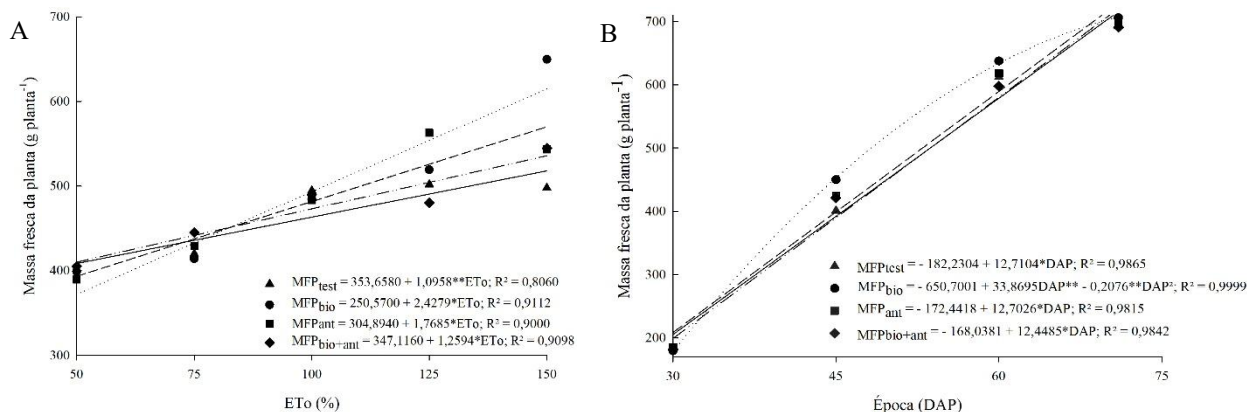 A
Massa fresca da planta (g planta⁻¹)
700
600
500
400
300
MFPtest = 353,6580 + 1,0958**ETo; R² = 0,8060
MFPbio = 250,5700 + 2,4279*ETo; R² = 0,9112
MFPant = 304,8940 + 1,7685*ETo; R² = 0,9000
MFPbio+ant = 347,1160 + 1,2594*ETo; R² = 0,9098
50 75 100 125 150
ETo (%)
B
Massa fresca da planta (g planta⁻¹)
700
600
500
400
300
200
MFPtest = - 182,2304 + 12,7104*DAP; R² = 0,9865
MFPbio = - 650,7001 + 33,8695DAP** - 0,2076**DAP²; R² = 0,9999
MFPant = - 172,4418 + 12,7026*DAP; R² = 0,9815
MFPbio+ant = - 168,0381 + 12,4485*DAP; R² = 0,9842
30 45 60 75
Época (DAP)